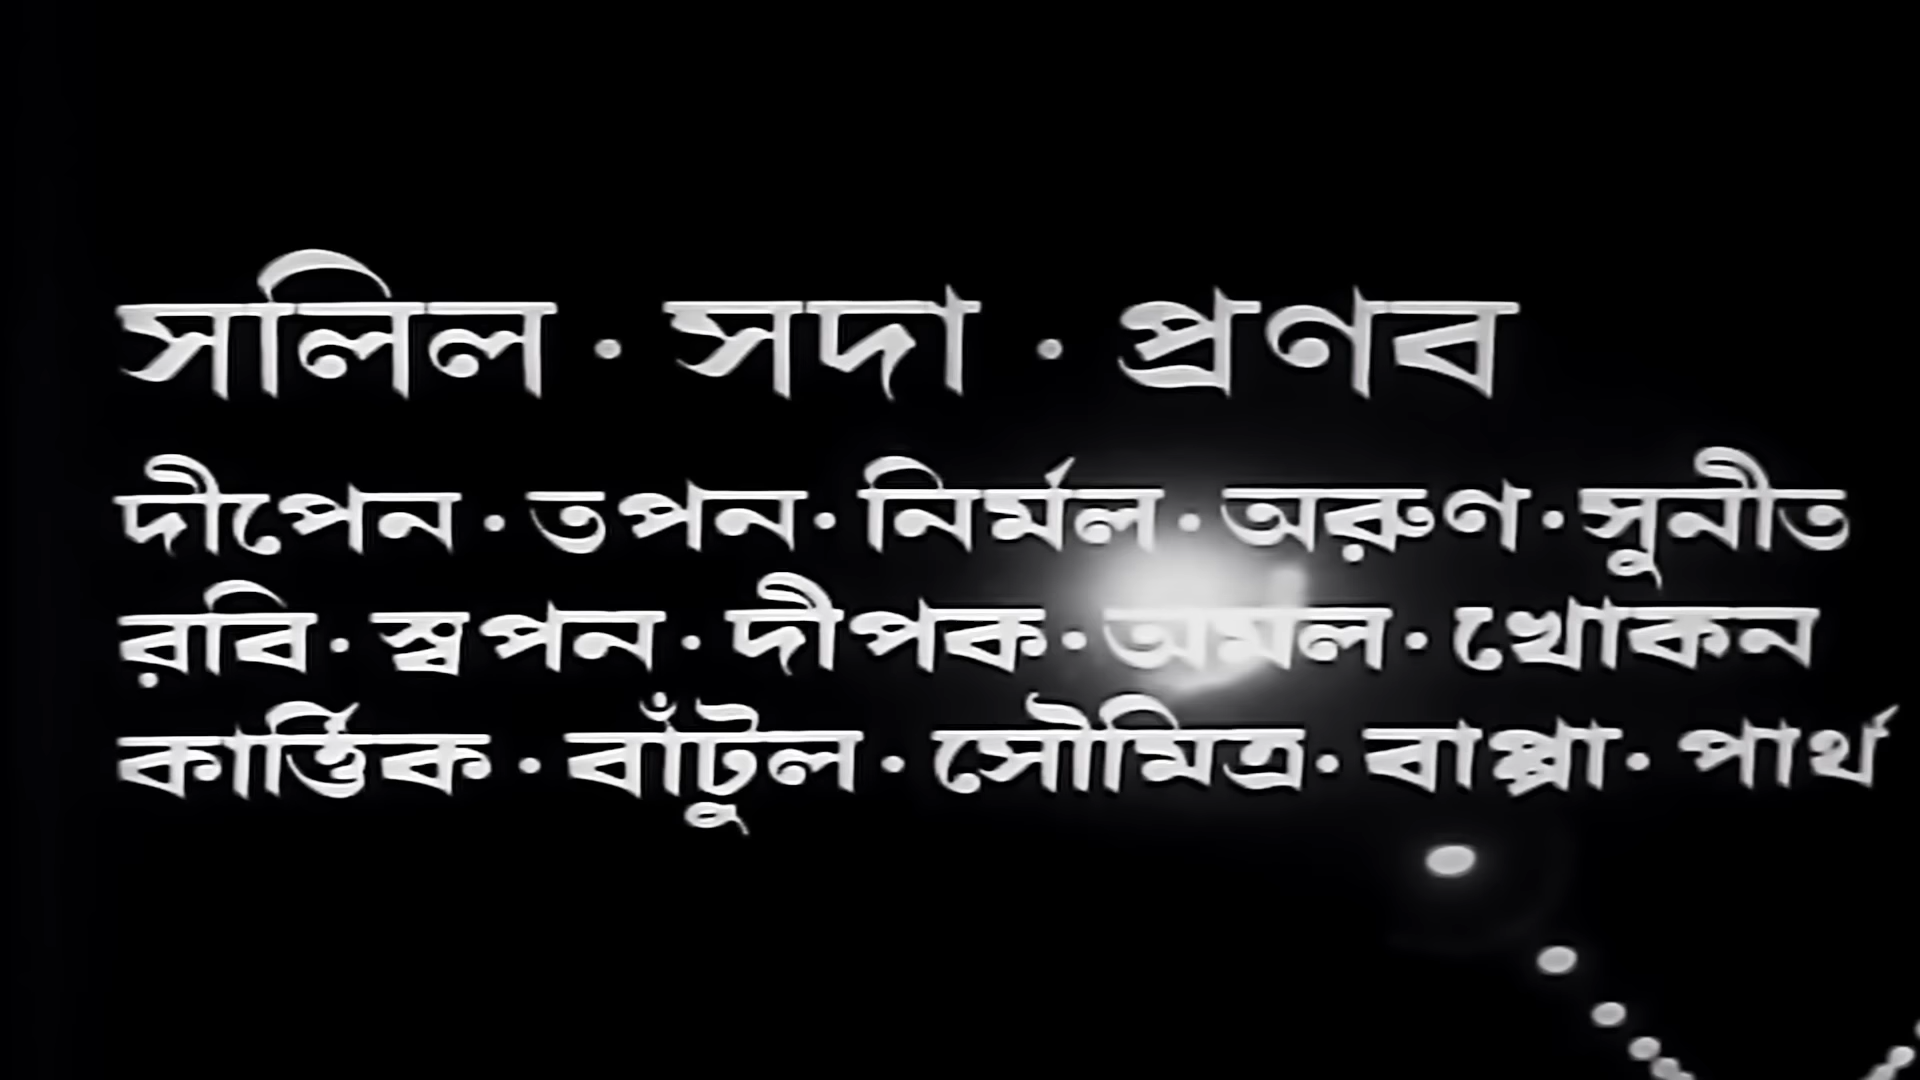 সলিল · সদা · প্রণব
দীপেন · তপন · নির্মল · অরুণ · সুনীত
রবি · স্বপন · দীপক · অমল · খোকন
কার্ত্তিক · বাঁটুল · সৌমিত্র · বাপ্পা · পার্থ